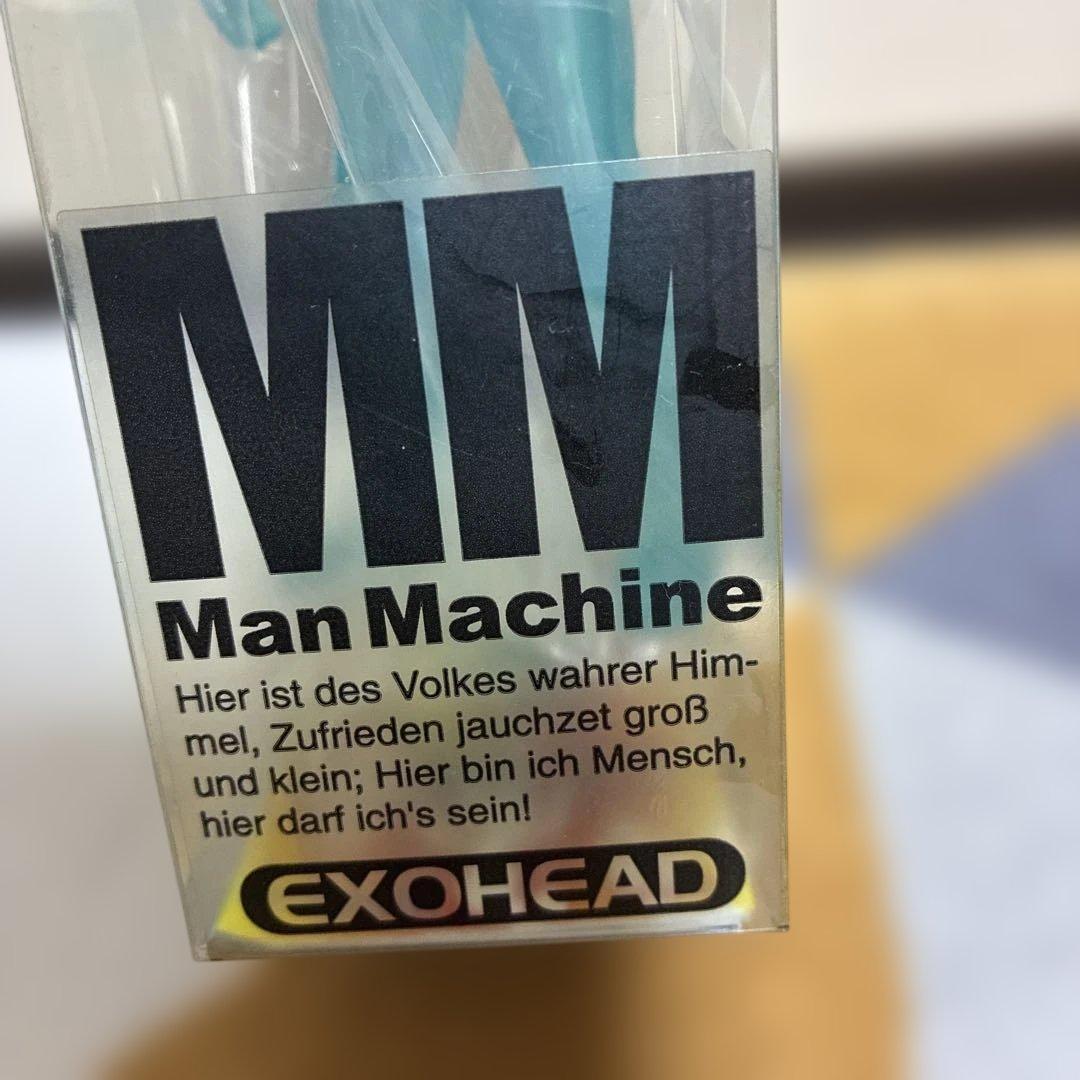 MM
Man Machine
Hier ist des Volkes wahrer Him-
mel, Zufrieden jauchzet groß
und klein; Hier bin ich Mensch,
hier darf ich's sein!
EXOHEAD